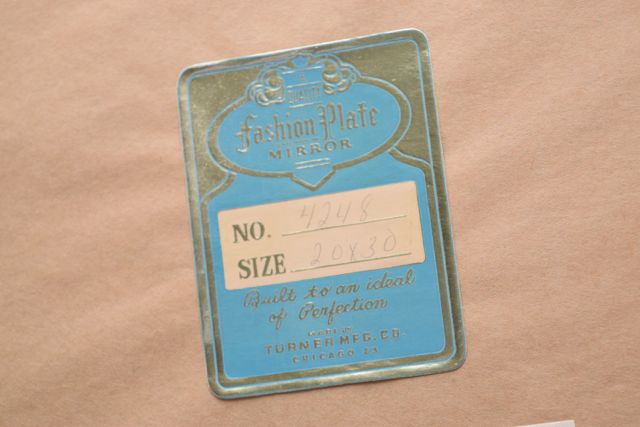 A
QUALITY
Fashion Plate
MIRROR
NO. 4248
SIZE 20x30
Built to an ideal
of Perfection
MADE BY
TURNER MFG. CO.
CHICAGO